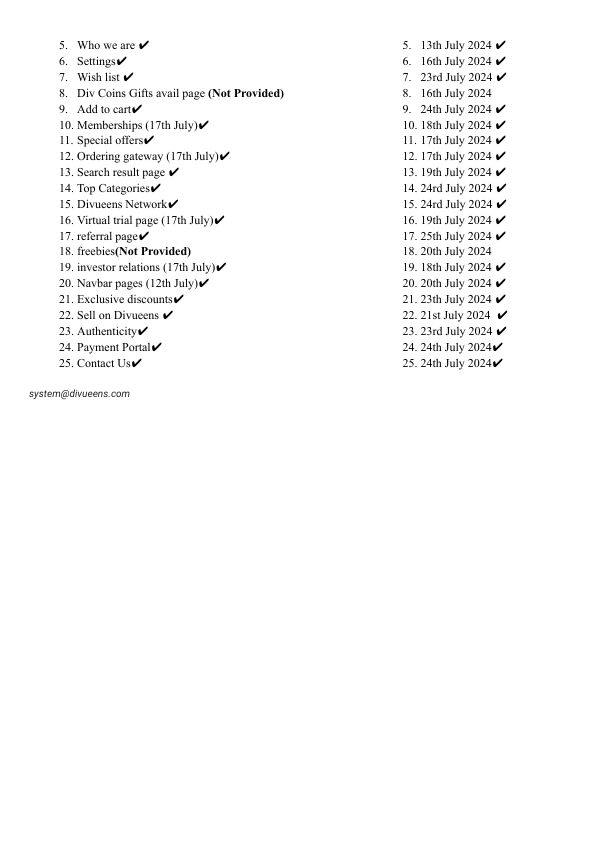 5. Who we are ✔
6. Settings✔
7. Wish list ✔
8. Div Coins Gifts avail page (Not Provided)
9. Add to cart✔
10. Memberships (17th July)✔
11. Special offers✔
12. Ordering gateway (17th July)✔
13. Search result page ✔
14. Top Categories✔
15. Divueens Network✔
16. Virtual trial page (17th July)✔
17. referral page✔
18. freebies(Not Provided)
19. investor relations (17th July)✔
20. Navbar pages (12th July)✔
21. Exclusive discounts✔
22. Sell on Divueens ✔
23. Authenticity✔
24. Payment Portal✔
25. Contact Us✔
5. 13th July 2024 ✔
6. 16th July 2024 ✔
7. 23rd July 2024 ✔
8. 16th July 2024
9. 24th July 2024 ✔
10. 18th July 2024 ✔
11. 17th July 2024 ✔
12. 17th July 2024 ✔
13. 19th July 2024 ✔
14. 24rd July 2024 ✔
15. 24rd July 2024 ✔
16. 19th July 2024 ✔
17. 25th July 2024 ✔
18. 20th July 2024
19. 18th July 2024 ✔
20. 20th July 2024 ✔
21. 23th July 2024 ✔
22. 21st July 2024 ✔
23. 23rd July 2024 ✔
24. 24th July 2024✔
25. 24th July 2024✔
system@divueens.com